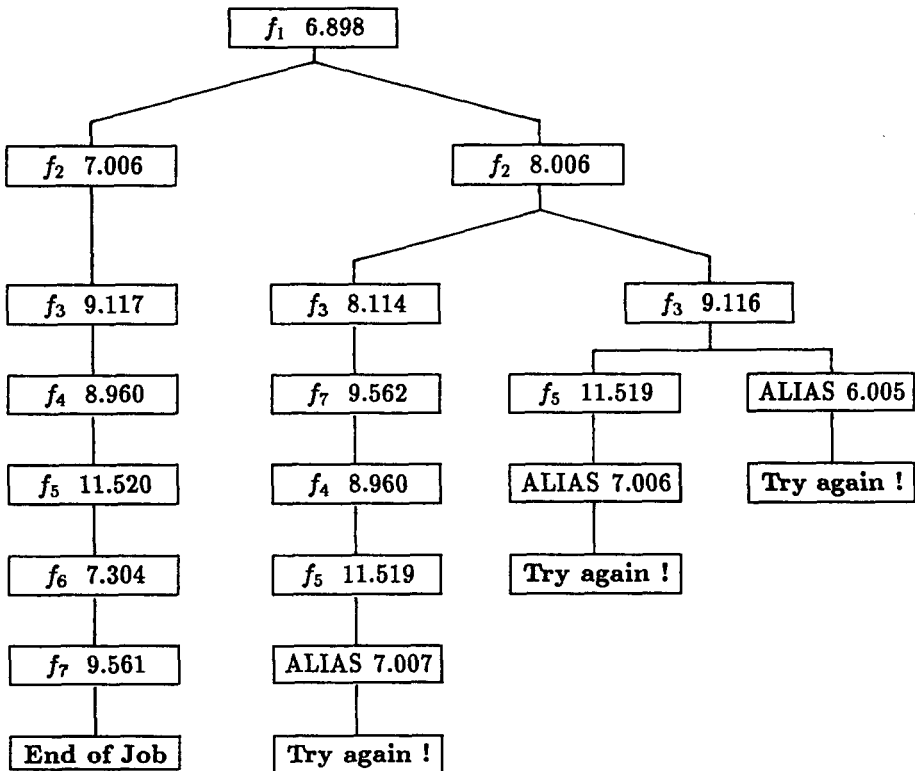 f₁ 6.898
f₂ 7.006
f₂ 8.006
f₃ 9.117
f₃ 8.114
f₃ 9.116
f₄ 8.960
f₇ 9.562
f₅ 11.519
ALIAS 6.005
f₅ 11.520
f₄ 8.960
ALIAS 7.006
Try again !
f₆ 7.304
f₅ 11.519
Try again !
f₇ 9.561
ALIAS 7.007
End of Job
Try again !